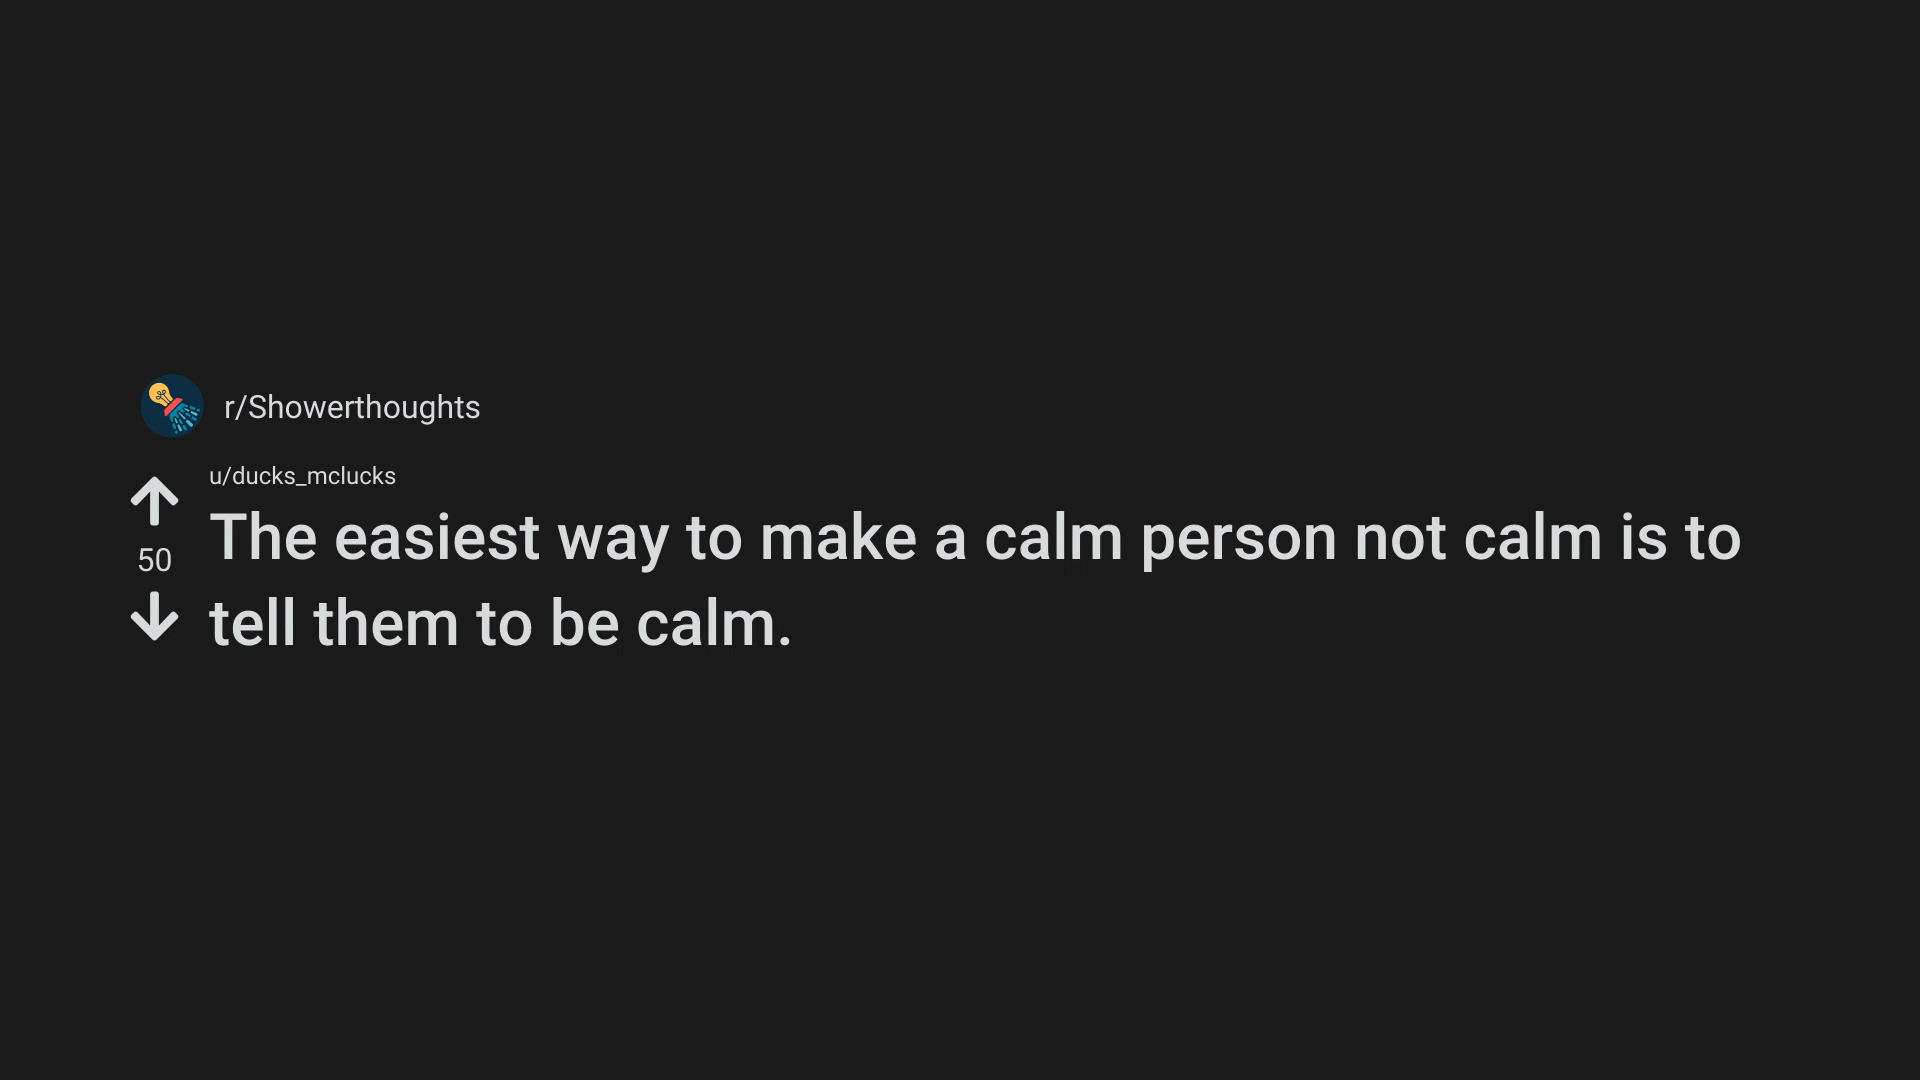 r/Showerthoughts
u/ducks_mclucks
50
The easiest way to make a calm person not calm is to
tell them to be calm.